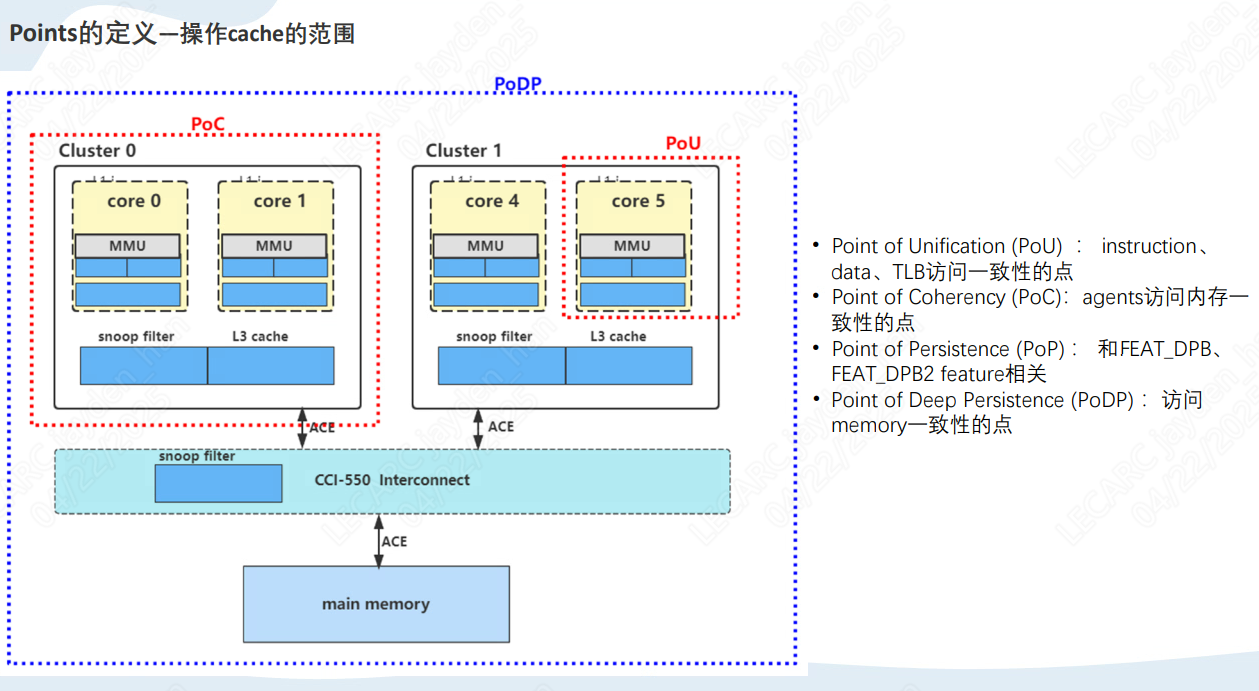 Points的定义—操作cache的范围
PoDP
PoC
PoU
Cluster 0
Cluster 1
core 0
core 1
core 4
core 5
MMU
MMU
MMU
MMU
snoop filter
L3 cache
snoop filter
L3 cache
ACE
ACE
snoop filter
CCI-550 Interconnect
ACE
main memory
• Point of Unification (PoU) ： instruction、
data、TLB访问一致性的点
• Point of Coherency (PoC)：agents访问内存一
致性的点
• Point of Persistence (PoP)： 和FEAT_DPB、
FEAT_DPB2 feature相关
• Point of Deep Persistence (PoDP)：访问
memory一致性的点